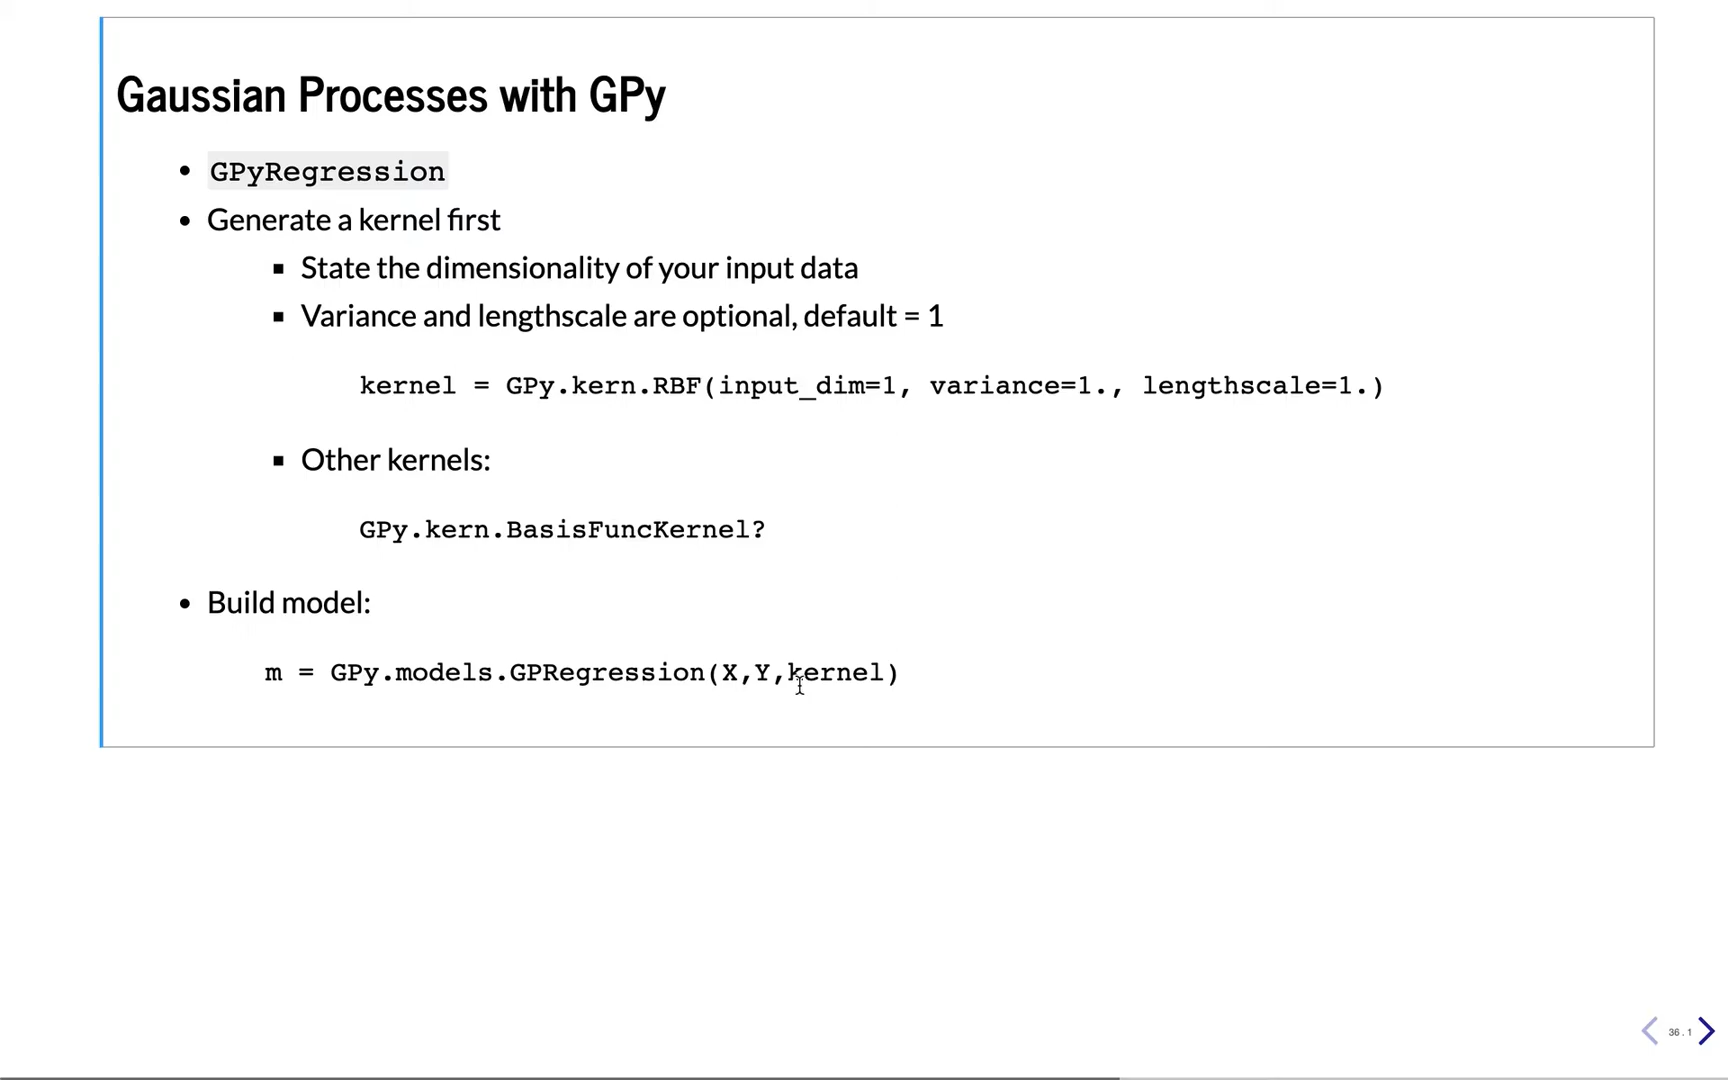 Gaussian Processes with GPy
• GPyRegression
• Generate a kernel first
▪ State the dimensionality of your input data
▪ Variance and lengthscale are optional, default = 1
kernel = GPy.kern.RBF(input_dim=1, variance=1., lengthscale=1.)
▪ Other kernels:
GPy.kern.BasisFuncKernel?
• Build model:
m = GPy.models.GPRegression(X,Y,kernel)
36 . 1